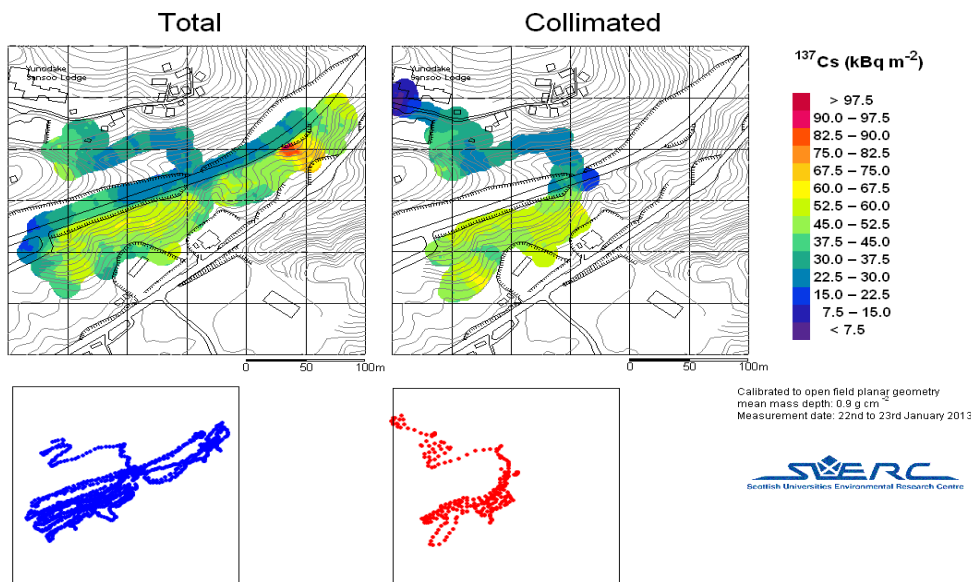 Total
Collimated
Yunodake
Sansoo Lodge
Yunodake
Sansoo Lodge
¹³⁷Cs (kBq m⁻²)
> 97.5
90.0 – 97.5
82.5 – 90.0
75.0 – 82.5
67.5 – 75.0
60.0 – 67.5
52.5 – 60.0
45.0 – 52.5
37.5 – 45.0
30.0 – 37.5
22.5 – 30.0
15.0 – 22.5
7.5 – 15.0
< 7.5
0 50 100m
0 50 100m
Calibrated to open field planar geometry
mean mass depth: 0.9 g cm⁻²
Measurement date: 22nd to 23rd January 2013
SUERC
Scottish Universities Environmental Research Centre